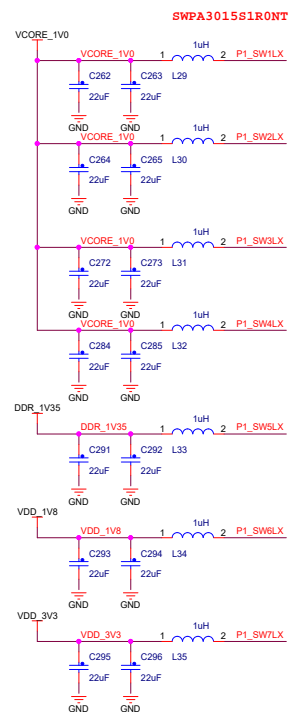 SWPA3015S1R0NT
VCORE_1V0
VCORE_1V0 1 1uH 2 P1_SW1LX
C262 C263 L29
22uF 22uF
GND GND
VCORE_1V0 1 1uH 2 P1_SW2LX
C264 C265 L30
22uF 22uF
GND GND
VCORE_1V0 1 1uH 2 P1_SW3LX
C272 C273 L31
22uF 22uF
GND GND
VCORE_1V0 1 1uH 2 P1_SW4LX
C284 C285 L32
22uF 22uF
GND GND
DDR_1V35
DDR_1V35 1 1uH 2 P1_SW5LX
C291 C292 L33
22uF 22uF
GND GND
VDD_1V8
VDD_1V8 1 1uH 2 P1_SW6LX
C293 C294 L34
22uF 22uF
GND GND
VDD_3V3
VDD_3V3 1 1uH 2 P1_SW7LX
C295 C296 L35
22uF 22uF
GND GND